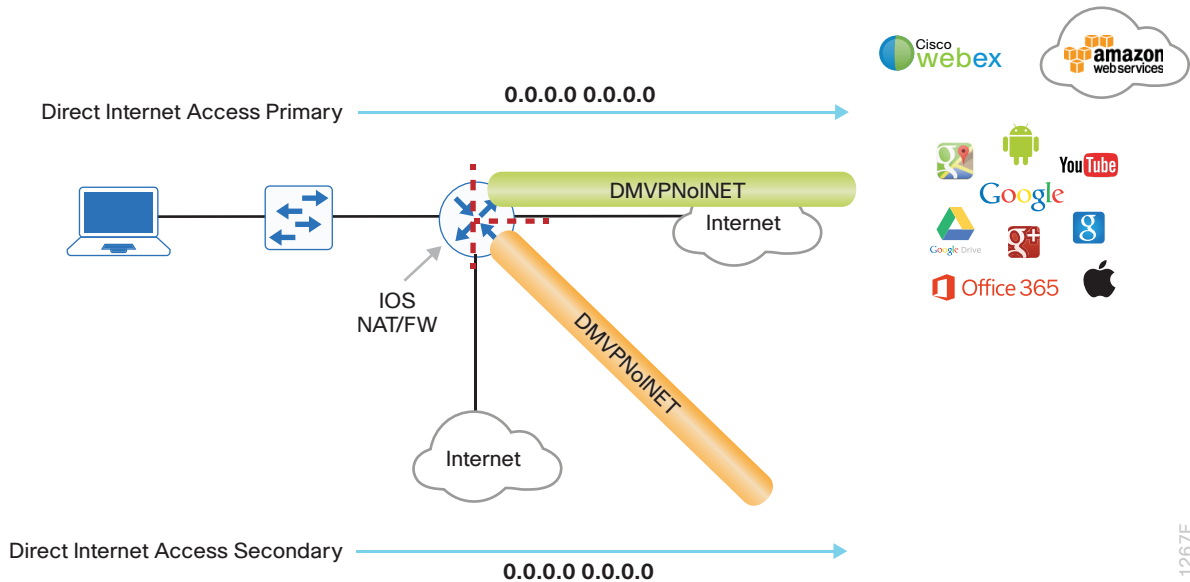 Cisco
webex
amazon
web services
Direct Internet Access Primary
0.0.0.0 0.0.0.0
You Tube
Google
DMVPNoINET
Internet
g+
g
Google Drive
Office 365
IOS
NAT/FW
DMVPNoINET
Internet
Direct Internet Access Secondary
0.0.0.0 0.0.0.0
1267F